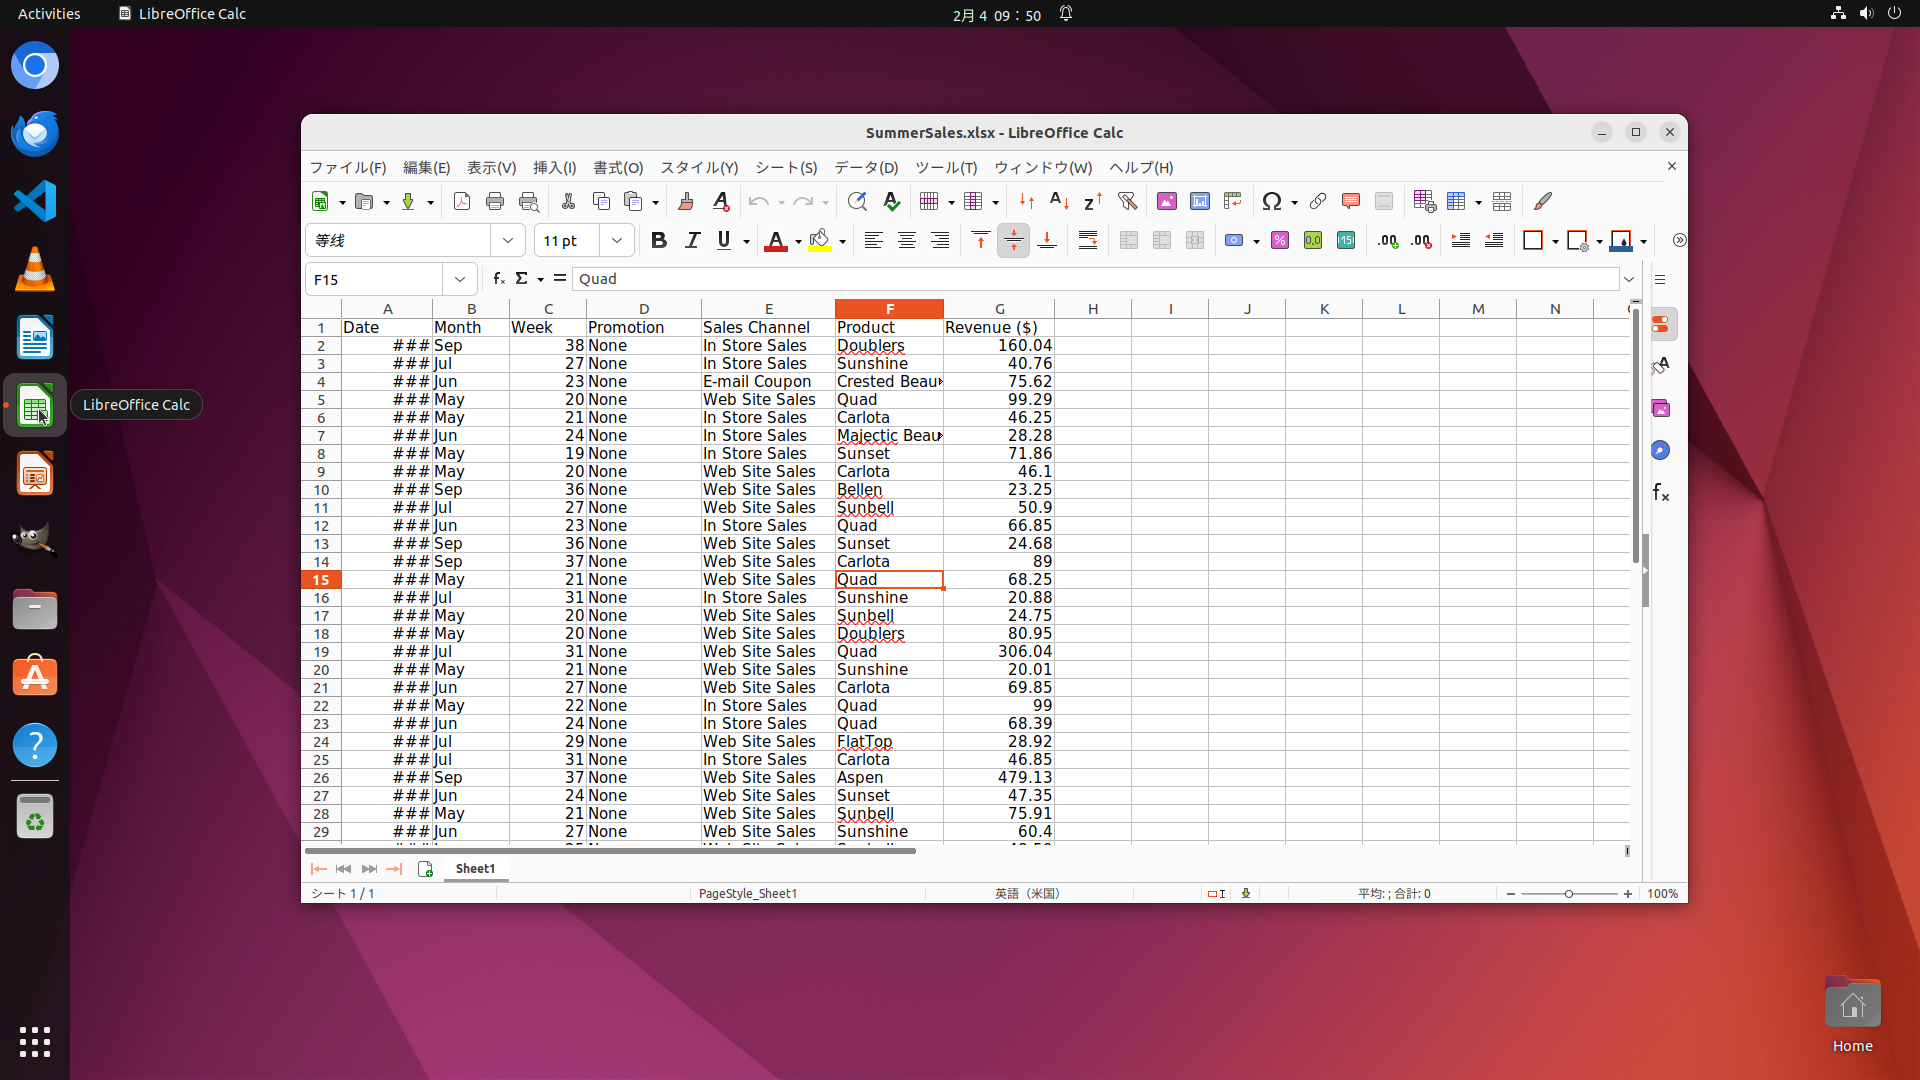 Activities LibreOffice Calc 2月 4 09：50
LibreOffice Calc
Home
SummerSales.xlsx - LibreOffice Calc
ファイル(F) 編集(E) 表示(V) 挿入(I) 書式(O) スタイル(Y) シート(S) データ(D) ツール(T) ウィンドウ(W) ヘルプ(H)
等线 11 pt
F15 Quad
A B C D E F G H I J K L M N
1 Date Month Week Promotion Sales Channel Product Revenue ($)
2 ### Sep 38 None In Store Sales Doublers 160.04
3 ### Jul 27 None In Store Sales Sunshine 40.76
4 ### Jun 23 None E-mail Coupon Crested Beau 75.62
5 ### May 20 None Web Site Sales Quad 99.29
6 ### May 21 None In Store Sales Carlota 46.25
7 ### Jun 24 None In Store Sales Majectic Beau 28.28
8 ### May 19 None In Store Sales Sunset 71.86
9 ### May 20 None Web Site Sales Carlota 46.1
10 ### Sep 36 None Web Site Sales Bellen 23.25
11 ### Jul 27 None Web Site Sales Sunbell 50.9
12 ### Jun 23 None In Store Sales Quad 66.85
13 ### Sep 36 None Web Site Sales Sunset 24.68
14 ### Sep 37 None Web Site Sales Carlota 89
15 ### May 21 None Web Site Sales Quad 68.25
16 ### Jul 31 None In Store Sales Sunshine 20.88
17 ### May 20 None Web Site Sales Sunbell 24.75
18 ### May 20 None Web Site Sales Doublers 80.95
19 ### Jul 31 None Web Site Sales Quad 306.04
20 ### May 21 None Web Site Sales Sunshine 20.01
21 ### Jun 27 None Web Site Sales Carlota 69.85
22 ### May 22 None In Store Sales Quad 99
23 ### Jun 24 None In Store Sales Quad 68.39
24 ### Jul 29 None Web Site Sales FlatTop 28.92
25 ### Jul 31 None In Store Sales Carlota 46.85
26 ### Sep 37 None Web Site Sales Aspen 479.13
27 ### Jun 24 None Web Site Sales Sunset 47.35
28 ### May 21 None Web Site Sales Sunbell 75.91
29 ### Jun 27 None Web Site Sales Sunshine 60.4
Sheet1
シート 1 / 1 PageStyle_Sheet1 英語（米国） 平均: ; 合計: 0 100%